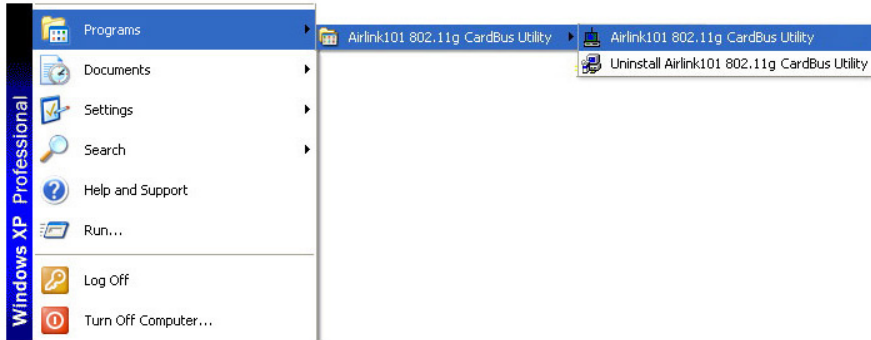 Windows XP Professional
Programs
Documents
Settings
Search
Help and Support
Run...
Log Off
Turn Off Computer...
Airlink101 802.11g CardBus Utility
Airlink101 802.11g CardBus Utility
Uninstall Airlink101 802.11g CardBus Utility